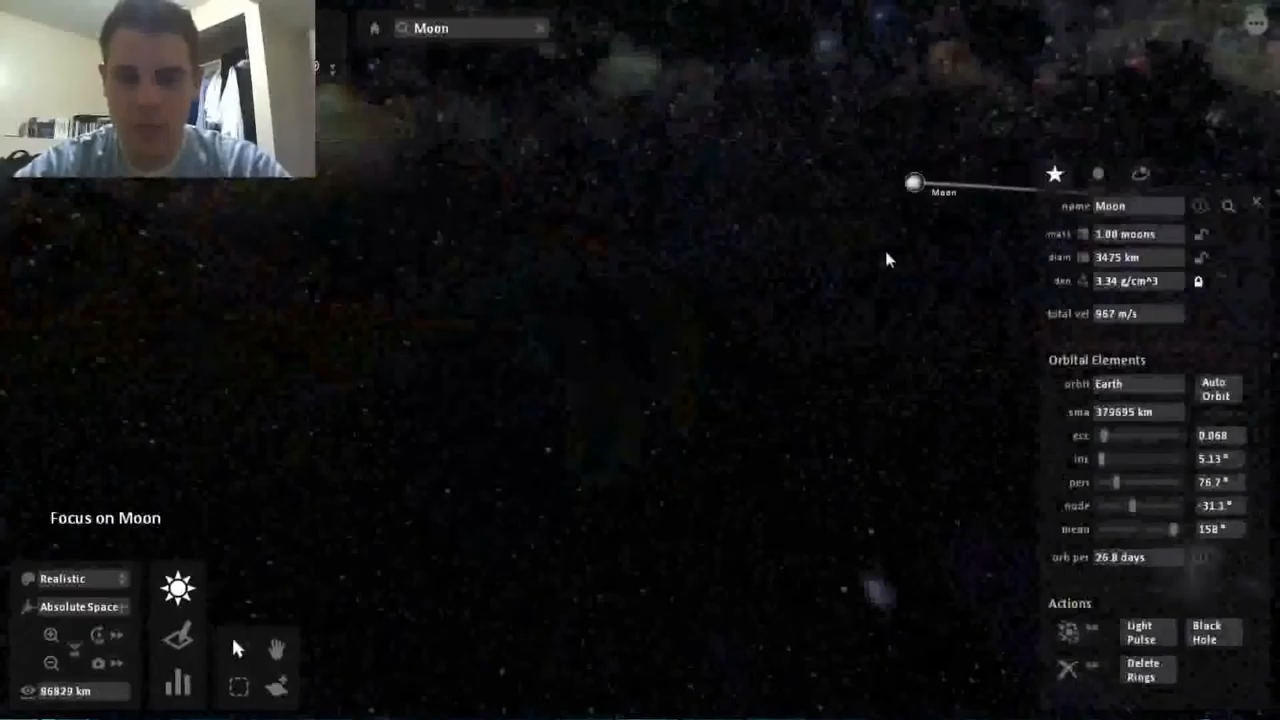 Moon
Moon
name Moon
mass 1.00 moons
diam 3475 km
den 3.34 g/cm^3
total vel 967 m/s
Orbital Elements
orbit Earth
Auto Orbit
sma 379695 km
ecc 0.068
inc 5.13°
peri 76.7°
node -31.1°
mean 158°
orb per 26.8 days
Focus on Moon
Realistic
Absolute Space
86829 km
Actions
Light Pulse
Black Hole
Delete Rings